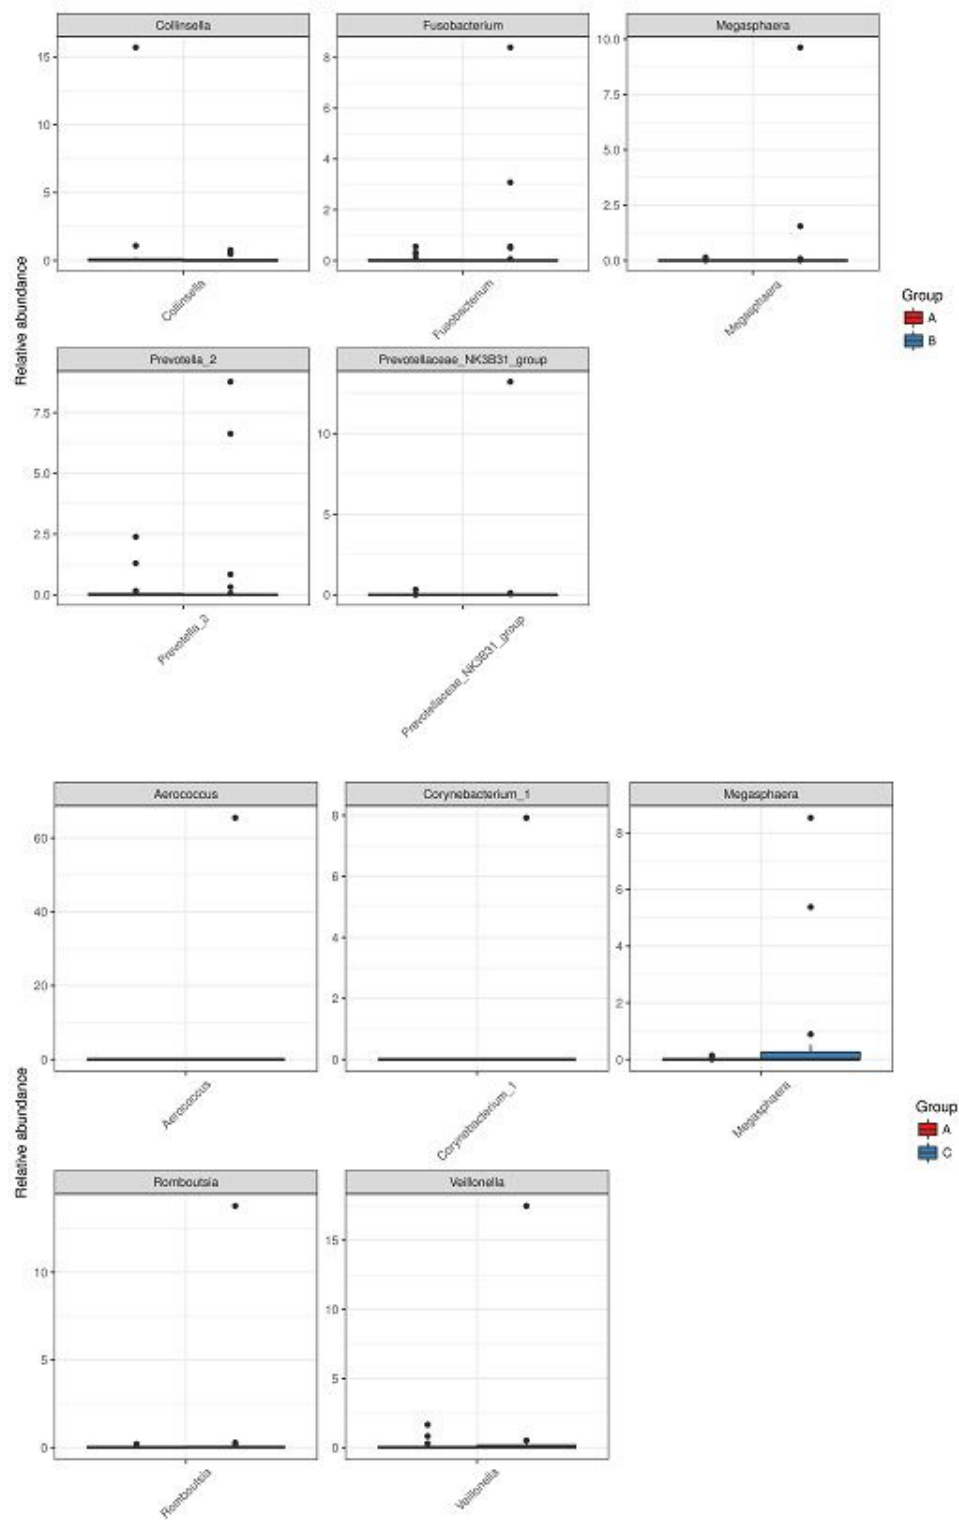 Collinsella
Fusobacterium
Megasphaera
15
10
5
0
8
6
4
2
0
10.0
7.5
5.0
2.5
0.0
Collinsella
Fusobacterium
Megasphaera
Relative abundance
Group
A
B
Prevotella_2
Prevotellaceae_NK3B31_group
7.5
5.0
2.5
0.0
10
5
0
Prevotella_2
Prevotellaceae_NK3B31_group
Aerococcus
Corynebacterium_1
Megasphaera
60
40
20
0
8
6
4
2
0
8
6
4
2
0
Aerococcus
Corynebacterium_1
Megasphaera
Relative abundance
Group
A
C
Romboutsia
Veillonella
10
5
0
15
10
5
0
Romboutsia
Veillonella